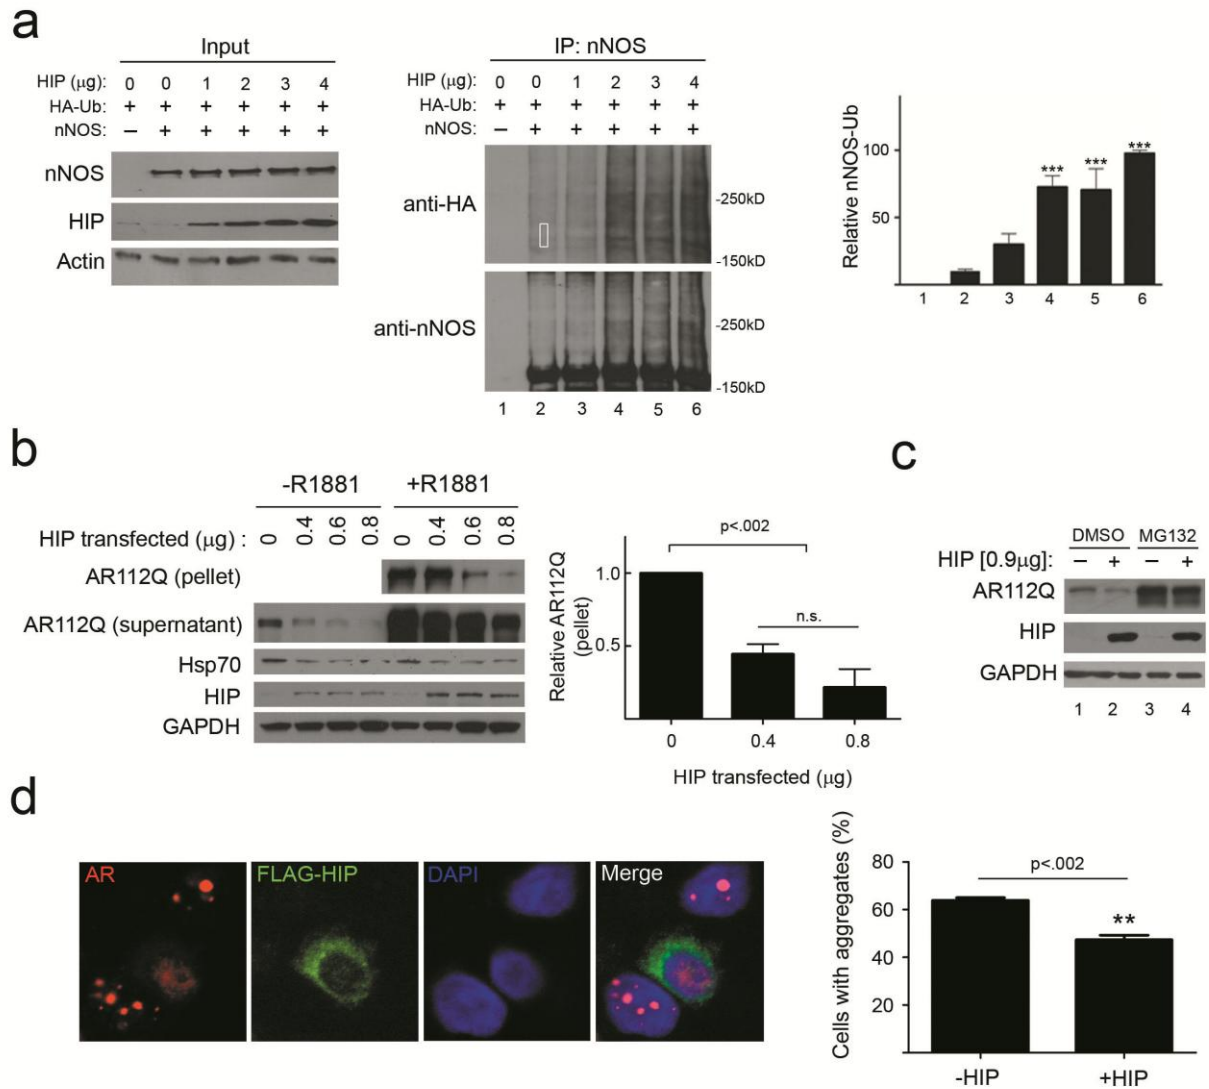 a
Input
HIP (μg): 0 0 1 2 3 4
HA-Ub: + + + + + +
nNOS: – + + + + +
nNOS
HIP
Actin
IP: nNOS
HIP (μg): 0 0 1 2 3 4
HA-Ub: + + + + + +
nNOS: – + + + + +
anti-HA
-250kD
-150kD
anti-nNOS
-250kD
-150kD
1 2 3 4 5 6
Relative nNOS-Ub
100
50
*** *** ***
1 2 3 4 5 6
b
-R1881 +R1881
HIP transfected (μg) : 0 0.4 0.6 0.8 0 0.4 0.6 0.8
AR112Q (pellet)
AR112Q (supernatant)
Hsp70
HIP
GAPDH
Relative AR112Q
(pellet)
p<.002
1.0
n.s.
0.5
0 0.4 0.8
HIP transfected (μg)
c
DMSO MG132
HIP [0.9μg]: – + – +
AR112Q
HIP
GAPDH
1 2 3 4
d
AR
FLAG-HIP
DAPI
Merge
Cells with aggregates (%)
80
60
40
20
p<.002
**
-HIP +HIP